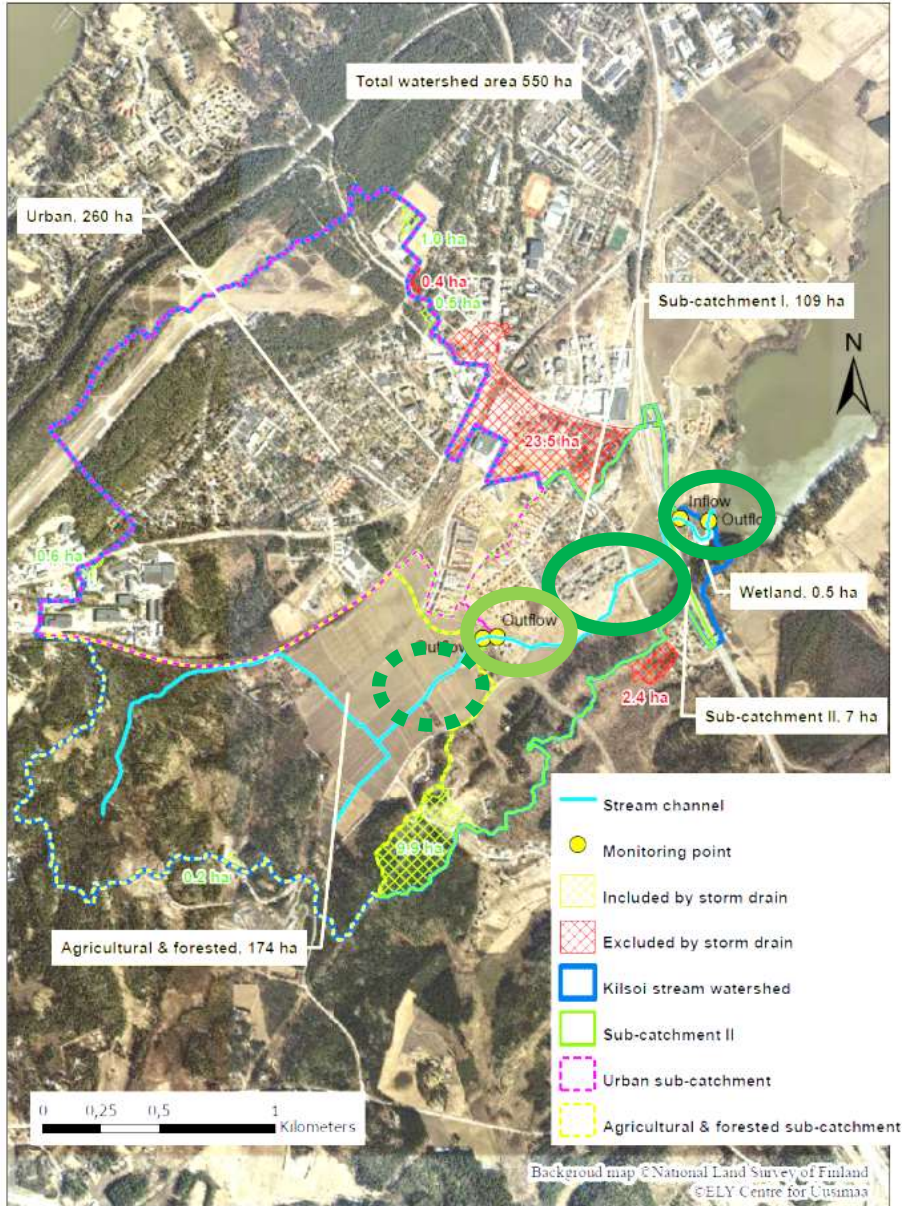 Total watershed area 550 ha
Urban, 260 ha
1.0 ha
0.4 ha
0.5 ha
Sub-catchment I, 109 ha
N
23.5 ha
Inflow
Outflow
0.6 ha
Wetland, 0.5 ha
Outflow
Outflow
2.4 ha
Sub-catchment II, 7 ha
9.9 ha
0.2 ha
Agricultural & forested, 174 ha
Stream channel
Monitoring point
Included by storm drain
Excluded by storm drain
Kilsoi stream watershed
Sub-catchment II
Urban sub-catchment
Agricultural & forested sub-catchment
0 0,25 0,5 1
Kilometers
Backgroud map ©National Land Survey of Finland
©ELY Centre for Uusimaa